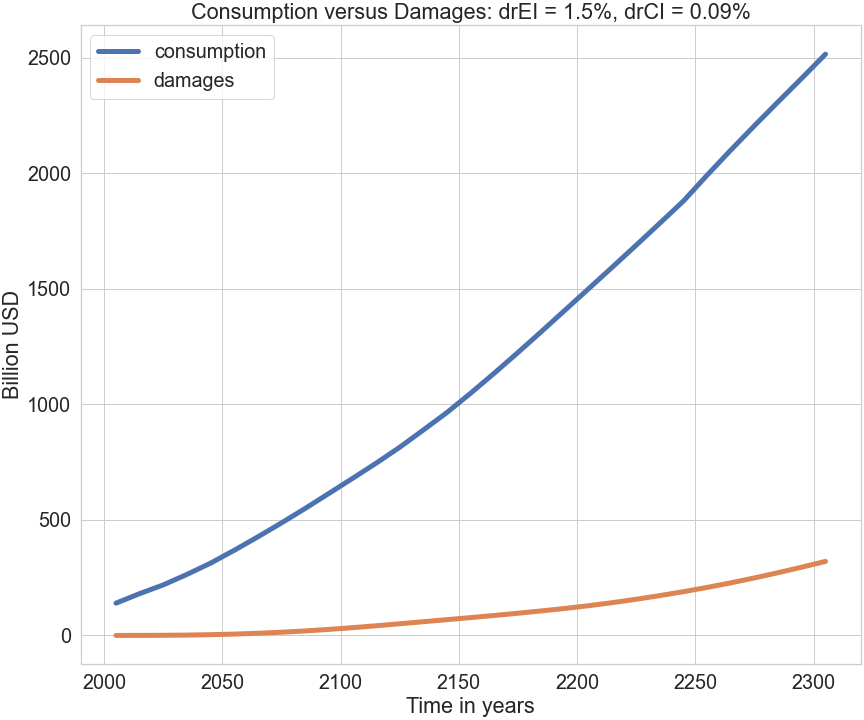 Consumption versus Damages: drEI = 1.5%, drCI = 0.09%
consumption
damages
2500
2000
1500
1000
500
0
Billion USD
2000 2050 2100 2150 2200 2250 2300
Time in years